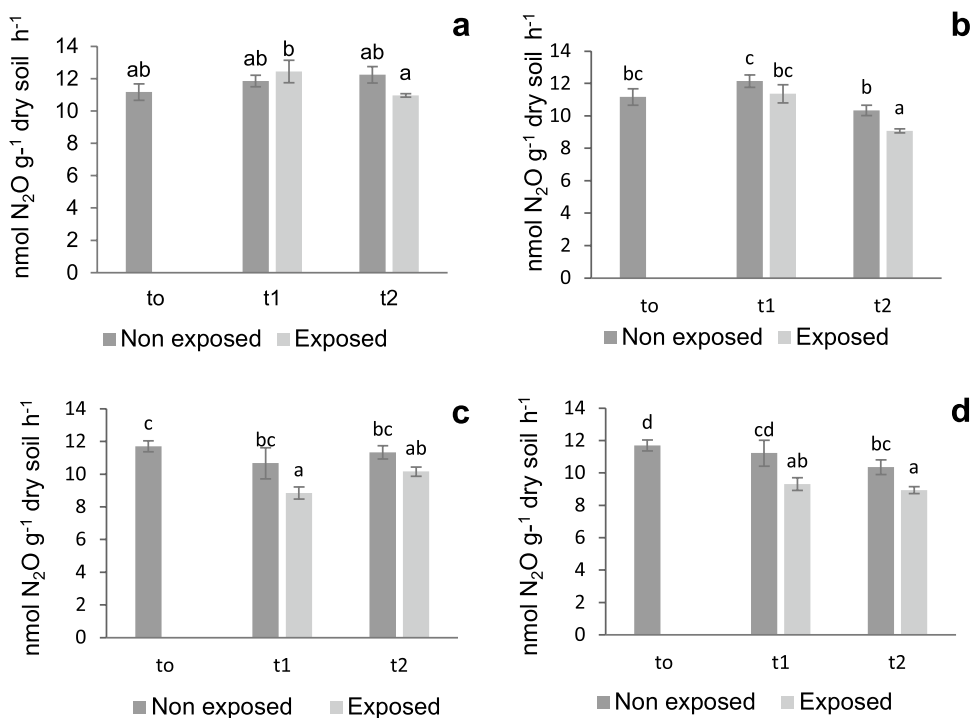 a
nmol N₂O g-¹ dry soil h⁻¹
14
12
10
8
6
4
2
0
ab
ab
b
ab
a
to
t1
t2
Non exposed
Exposed
b
nmol N₂O g-¹ dry soil h⁻¹
14
12
10
8
6
4
2
0
bc
c
bc
b
a
to
t1
t2
Non exposed
Exposed
c
nmol N₂O g-¹ dry soil h⁻¹
14
12
10
8
6
4
2
0
c
bc
a
bc
ab
to
t1
t2
Non exposed
Exposed
d
nmol N₂O g-¹ dry soil h⁻¹
14
12
10
8
6
4
2
0
d
cd
ab
bc
a
to
t1
t2
Non exposed
Exposed